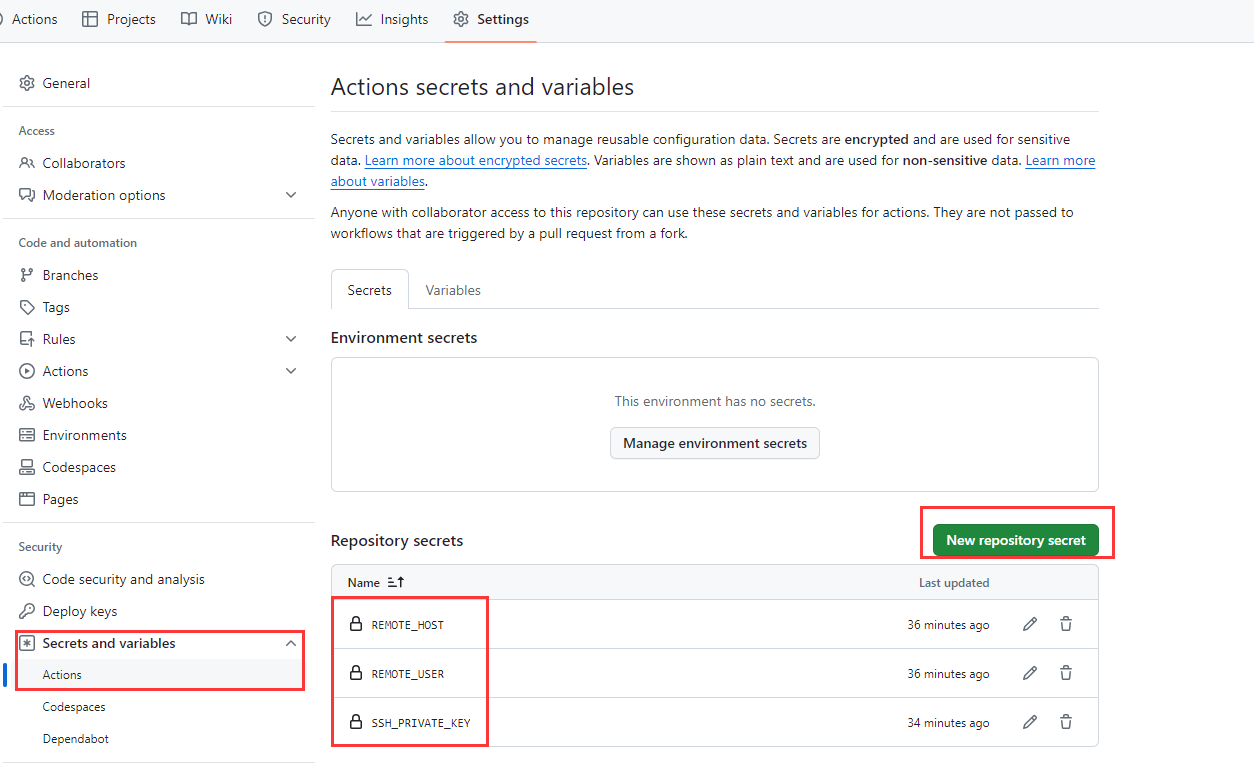 Actions Projects Wiki Security Insights Settings
General
Access
Collaborators
Moderation options
Code and automation
Branches
Tags
Rules
Actions
Webhooks
Environments
Codespaces
Pages
Security
Code security and analysis
Deploy keys
Secrets and variables
Actions
Codespaces
Dependabot
Actions secrets and variables
Secrets and variables allow you to manage reusable configuration data. Secrets are encrypted and are used for sensitive
data. Learn more about encrypted secrets. Variables are shown as plain text and are used for non-sensitive data. Learn more
about variables.
Anyone with collaborator access to this repository can use these secrets and variables for actions. They are not passed to
workflows that are triggered by a pull request from a fork.
Secrets Variables
Environment secrets
This environment has no secrets.
Manage environment secrets
Repository secrets New repository secret
Name Last updated
REMOTE_HOST 36 minutes ago
REMOTE_USER 36 minutes ago
SSH_PRIVATE_KEY 34 minutes ago